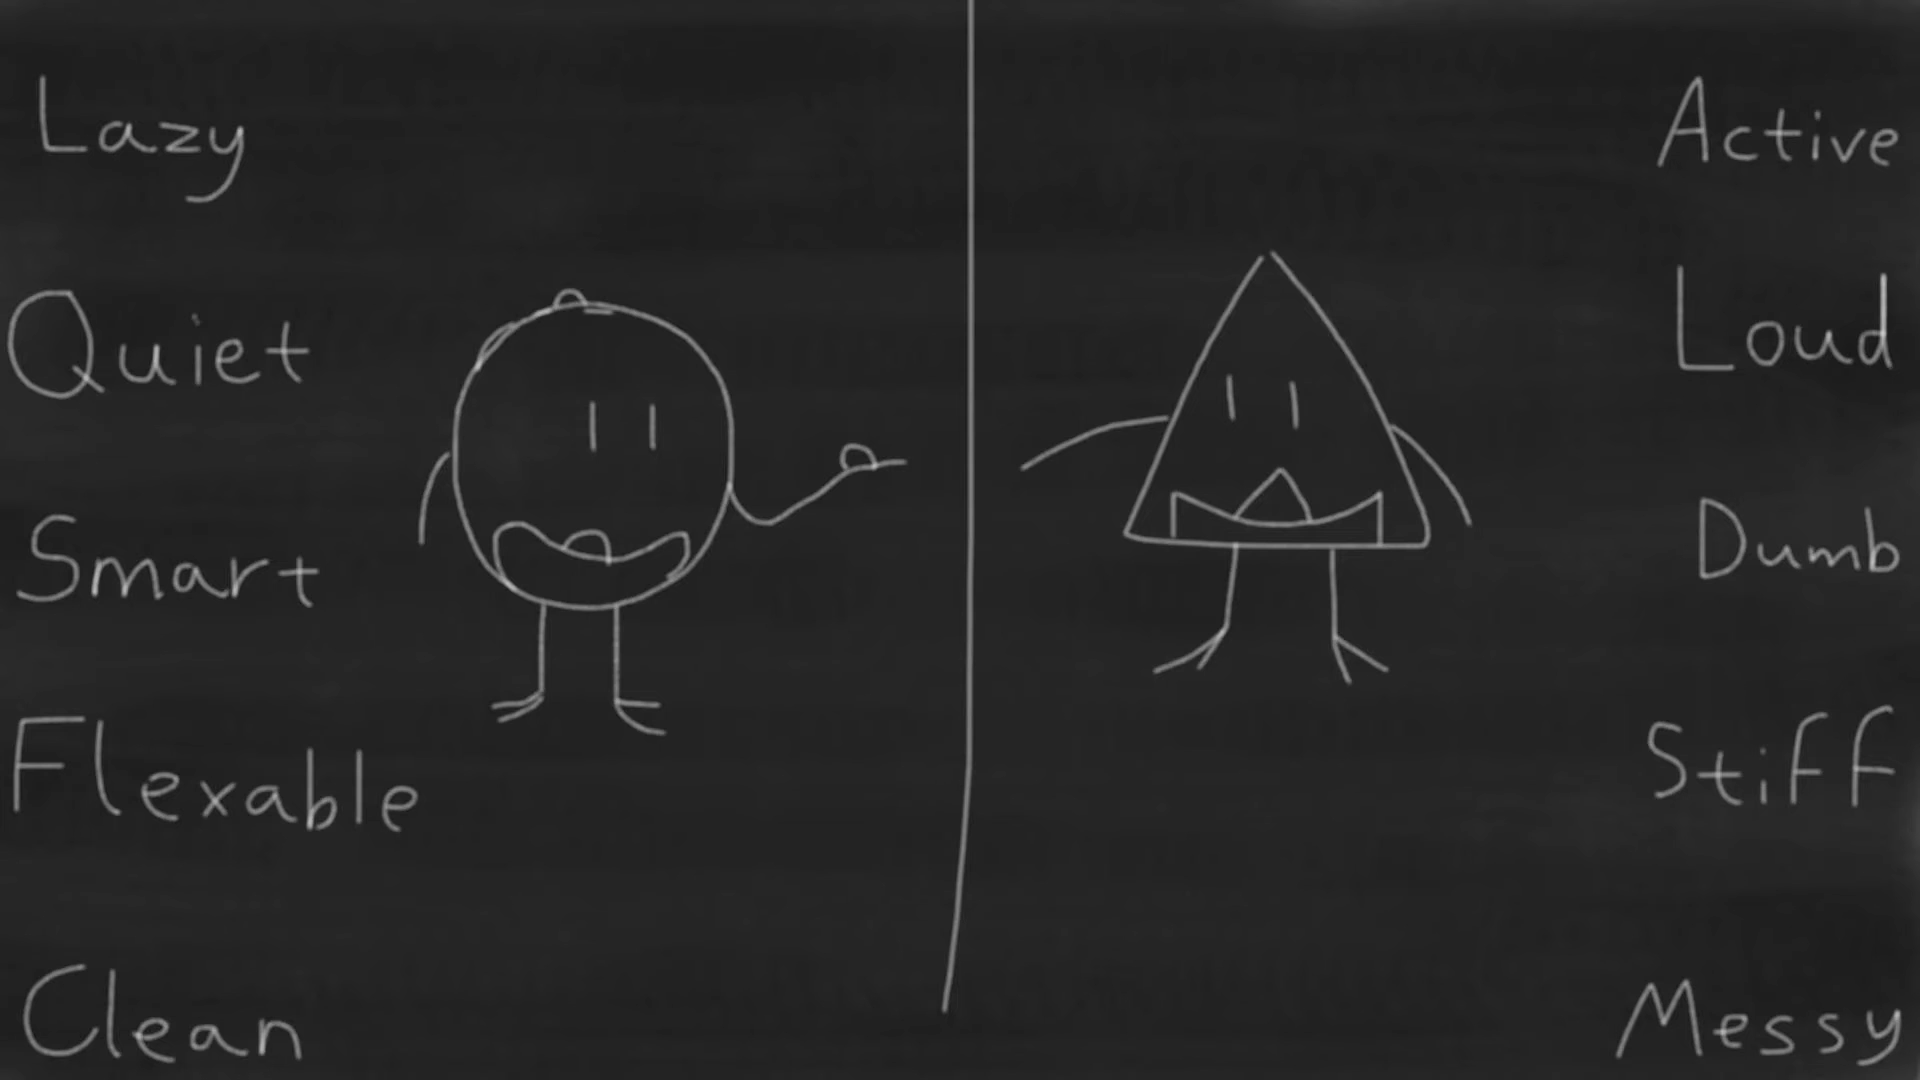 Lazy
Quiet
Smart
Flexable
Clean
Active
Loud
Dumb
Stiff
Messy